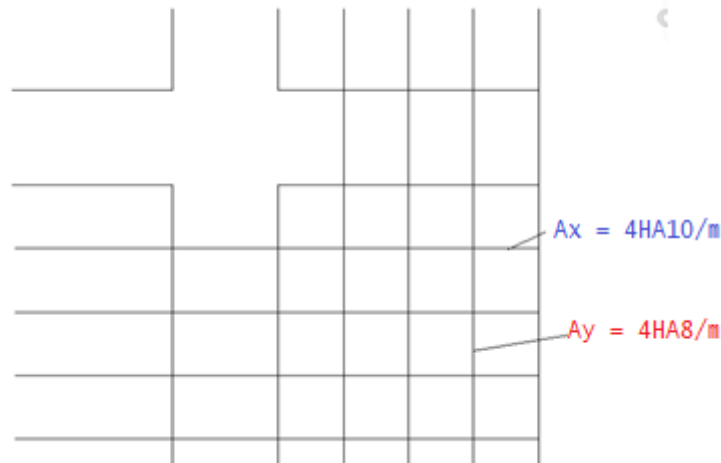 Ax = 4HA10/m
Ay = 4HA8/m